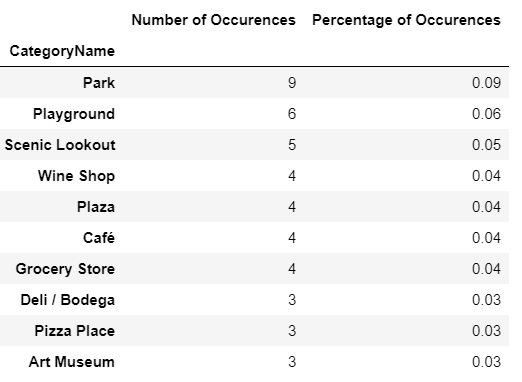 Number of Occurences Percentage of Occurences
CategoryName
Park 9 0.09
Playground 6 0.06
Scenic Lookout 5 0.05
Wine Shop 4 0.04
Plaza 4 0.04
Café 4 0.04
Grocery Store 4 0.04
Deli / Bodega 3 0.03
Pizza Place 3 0.03
Art Museum 3 0.03